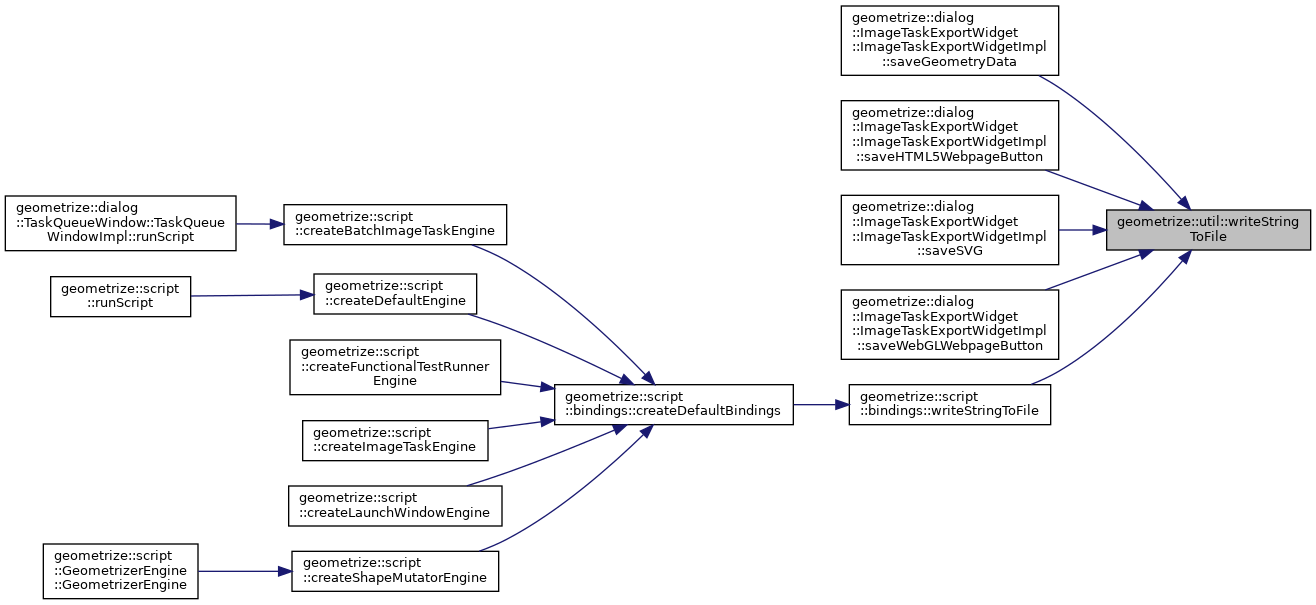 geometrize::dialog
::ImageTaskExportWidget
::ImageTaskExportWidgetImpl
::saveGeometryData
geometrize::dialog
::ImageTaskExportWidget
::ImageTaskExportWidgetImpl
::saveHTML5WebpageButton
geometrize::dialog
::TaskQueueWindow::TaskQueue
WindowImpl::runScript
geometrize::script
::createBatchImageTaskEngine
geometrize::dialog
::ImageTaskExportWidget
::ImageTaskExportWidgetImpl
::saveSVG
geometrize::util::writeString
ToFile
geometrize::script
::runScript
geometrize::script
::createDefaultEngine
geometrize::dialog
::ImageTaskExportWidget
::ImageTaskExportWidgetImpl
::saveWebGLWebpageButton
geometrize::script
::createFunctionalTestRunner
Engine
geometrize::script
::bindings::createDefaultBindings
geometrize::script
::bindings::writeStringToFile
geometrize::script
::createImageTaskEngine
geometrize::script
::createLaunchWindowEngine
geometrize::script
::GeometrizerEngine
::GeometrizerEngine
geometrize::script
::createShapeMutatorEngine